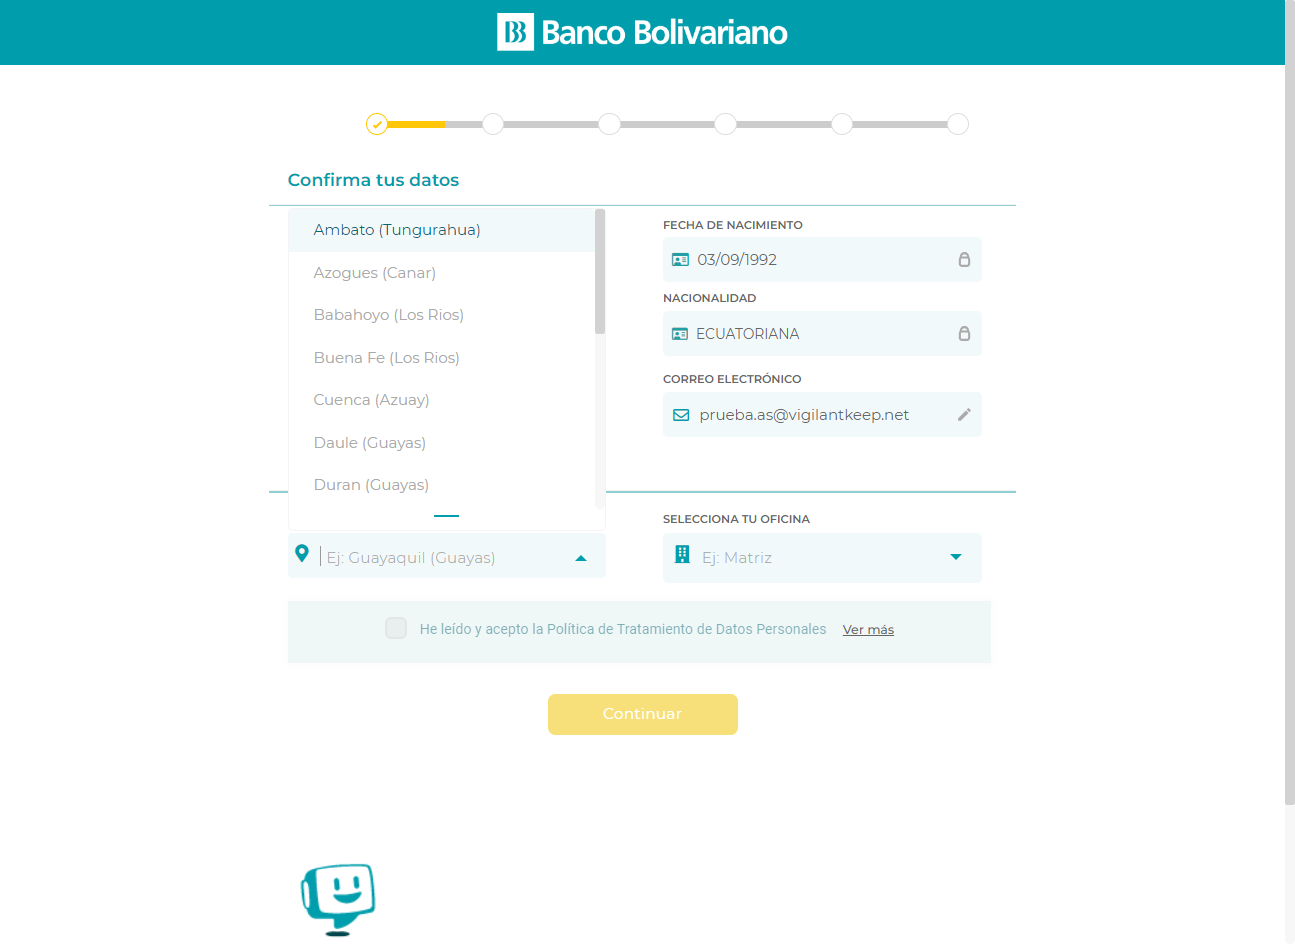 Banco Bolivariano
Confirma tus datos
Ambato (Tungurahua)
Azogues (Canar)
Babahoyo (Los Rios)
Buena Fe (Los Rios)
Cuenca (Azuay)
Daule (Guayas)
Duran (Guayas)
Ej: Guayaquil (Guayas)
FECHA DE NACIMIENTO
03/09/1992
NACIONALIDAD
ECUATORIANA
CORREO ELECTRÓNICO
prueba.as@vigilantkeep.net
SELECCIONA TU OFICINA
Ej: Matriz
He leído y acepto la Política de Tratamiento de Datos Personales Ver más
Continuar